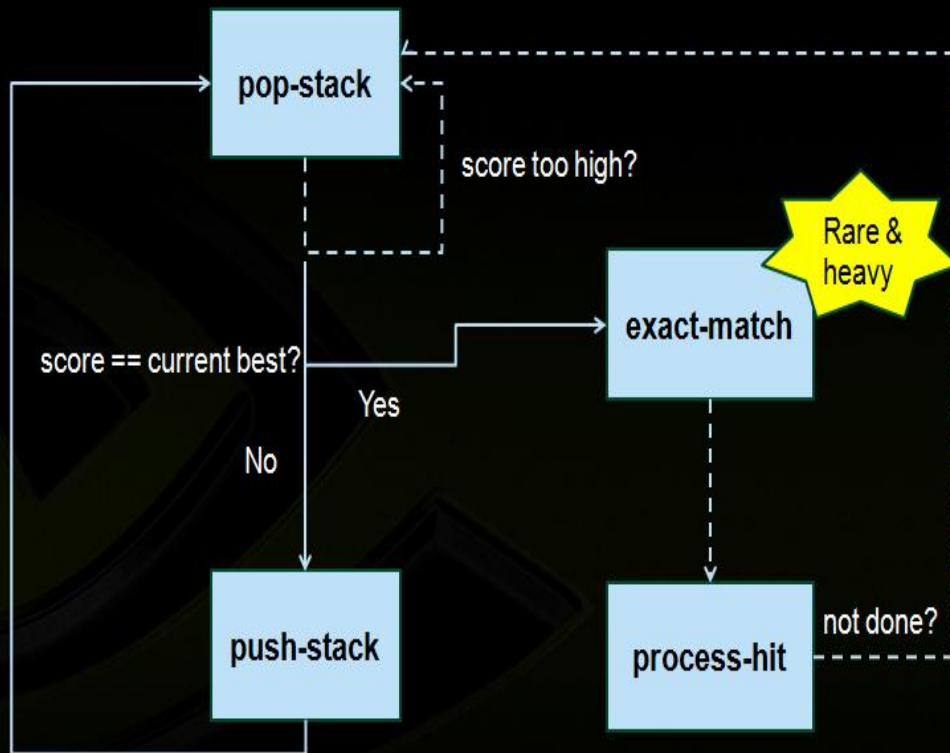 pop-stack
score too high?
Rare &
heavy
exact-match
score == current best?
Yes
No
push-stack
process-hit
not done?